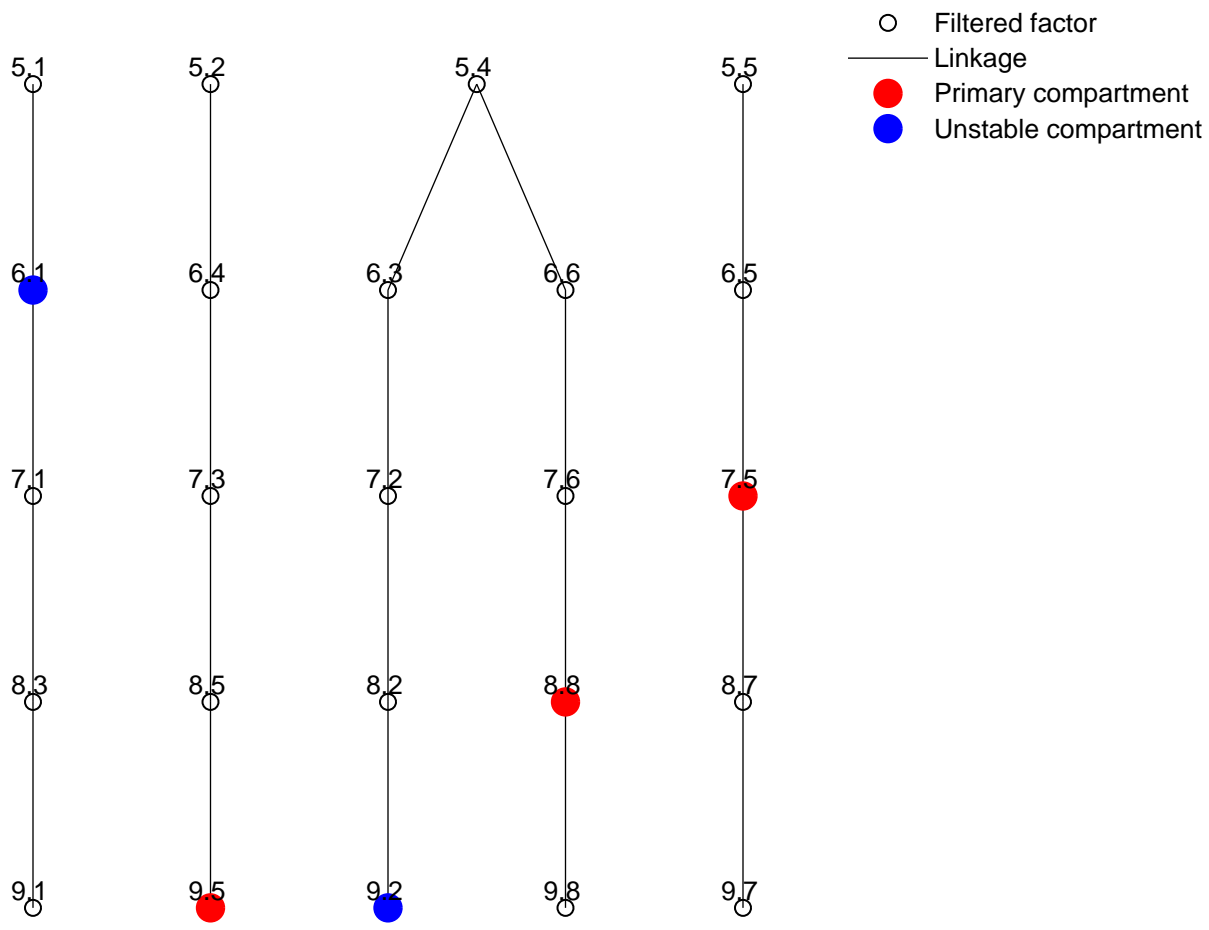 Filtered factor
Linkage
Primary compartment
Unstable compartment
5.1 5.2 5.4 5.5
6.1 6.4 6.3 6.6 6.5
7.1 7.3 7.2 7.6 7.5
8.3 8.5 8.2 8.8 8.7
9.1 9.5 9.2 9.8 9.7